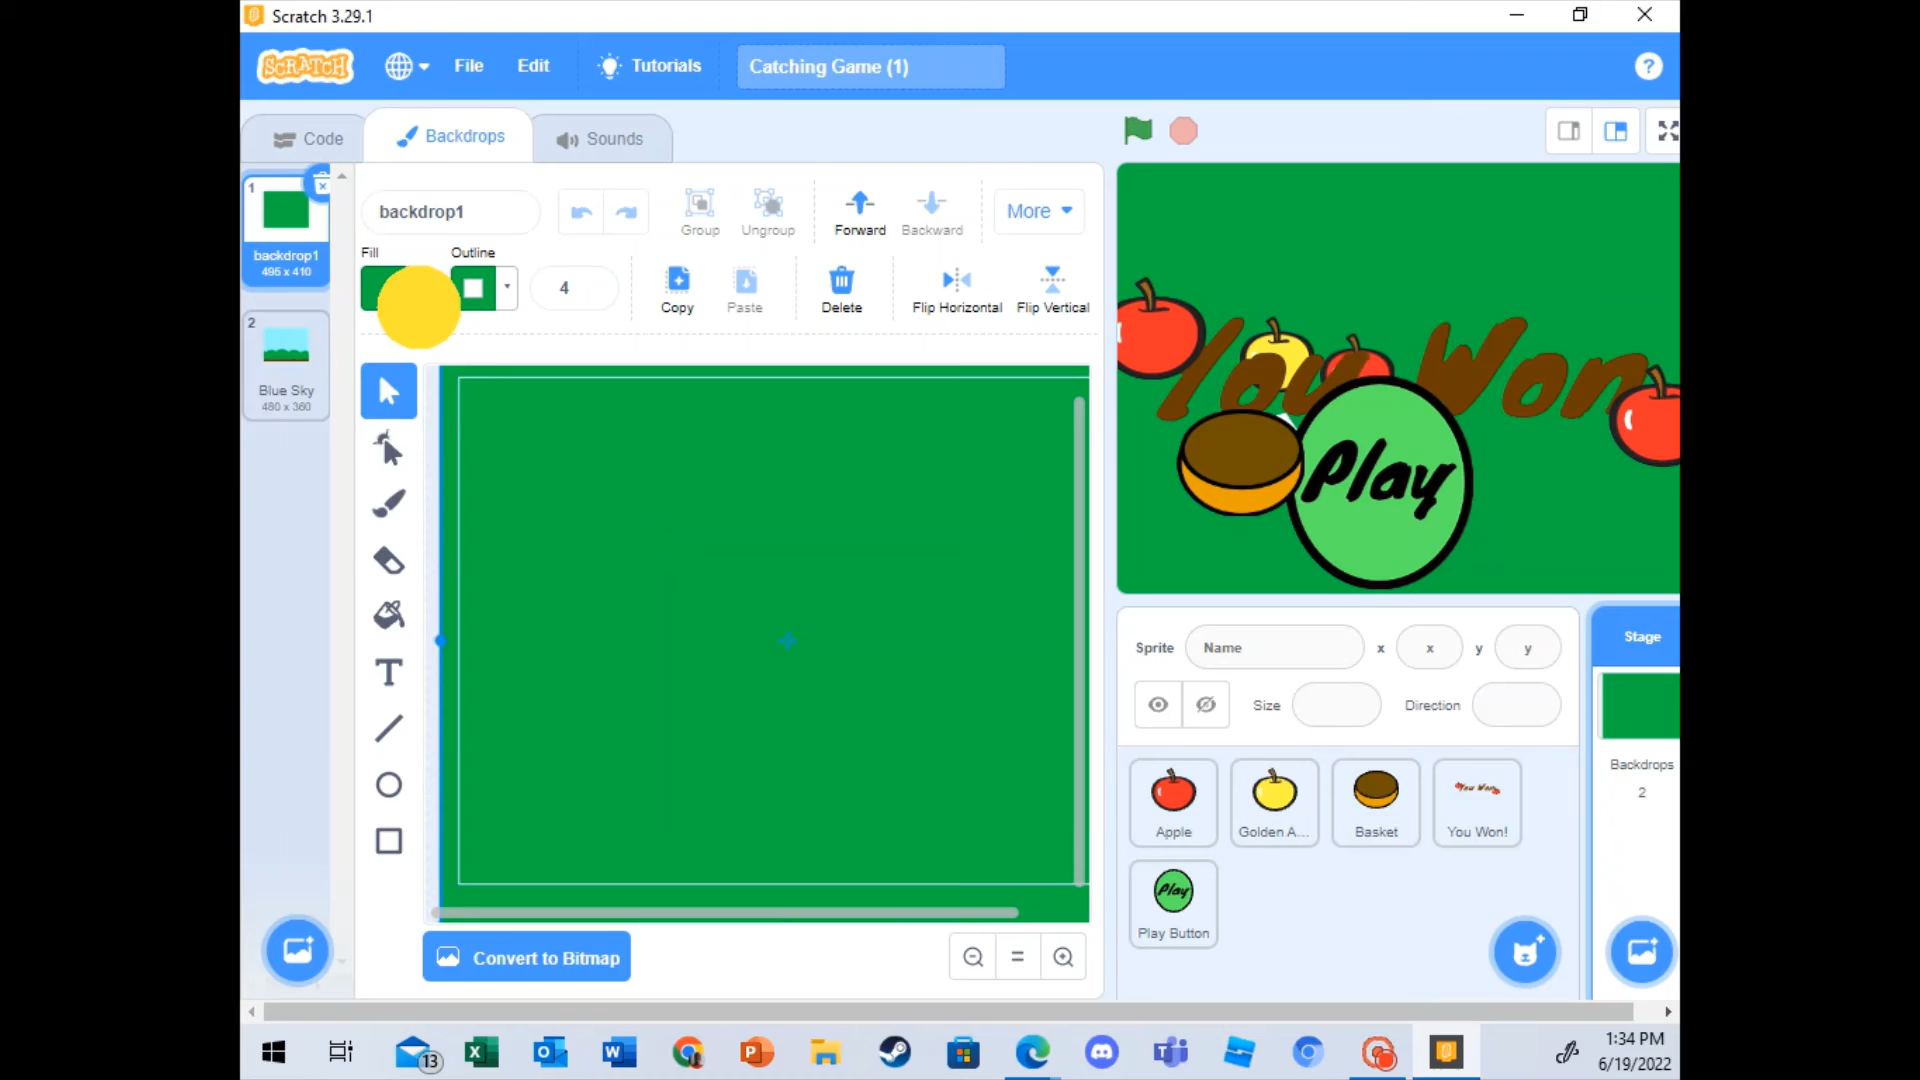 Scratch 3.29.1
SCRATCH
File
Edit
Tutorials
Catching Game (1)
?
Code
Backdrops
Sounds
1
backdrop1
495 x 410
2
Blue Sky
480 x 360
backdrop1
Group
Ungroup
Forward
Backward
More
Fill
Outline
4
Copy
Paste
Delete
Flip Horizontal
Flip Vertical
T
Convert to Bitmap
You Won
Play
Sprite
Name
x
x
y
y
Size
Direction
Stage
Backdrops
2
Apple
Golden A...
Basket
You Won
You Won!
Play
Play Button
13
1:34 PM
6/19/2022